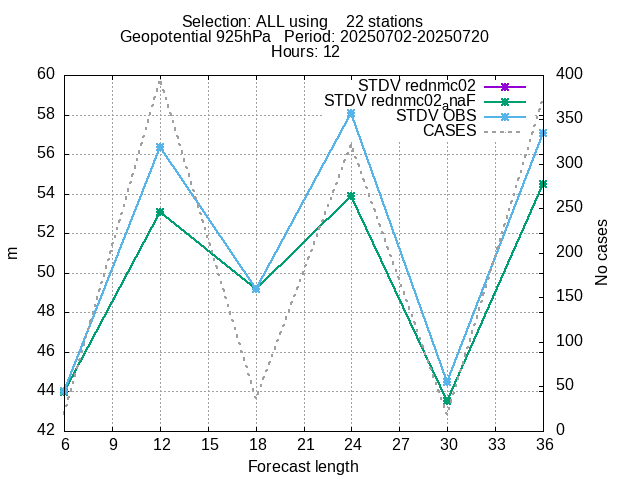 Selection: ALL using    22 stations
Geopotential 925hPa   Period: 20250702-20250720
Hours: 12
STDV rednmc02
STDV rednmc02anaF
STDV OBS
CASES
60
58
56
54
52
50
48
46
44
42
m
400
350
300
250
200
150
100
50
0
No cases
6 9 12 15 18 21 24 27 30 33 36
Forecast length